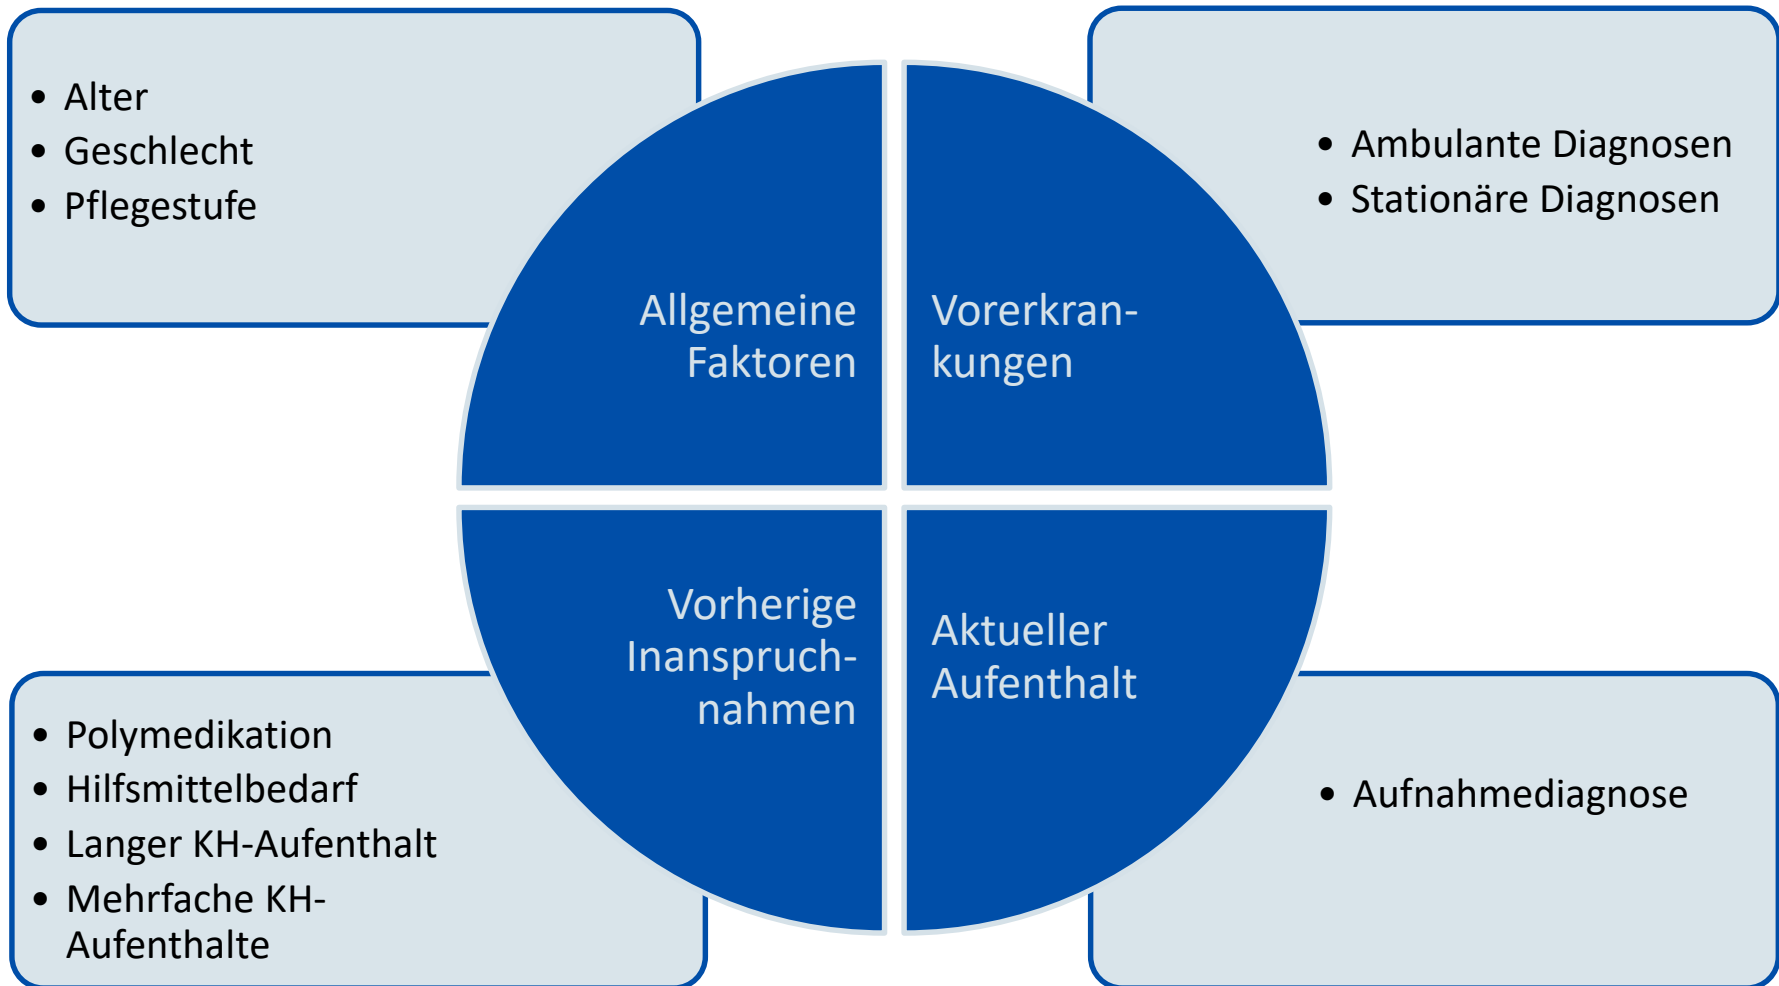 • Alter
• Geschlecht
• Pflegestufe
Allgemeine
Faktoren
Vorerkran-
kungen
• Ambulante Diagnosen
• Stationäre Diagnosen
Vorherige
Inanspruch-
nahmen
• Polymedikation
• Hilfsmittelbedarf
• Langer KH-Aufenthalt
• Mehrfache KH-
Aufenthalte
Aktueller
Aufenthalt
• Aufnahmediagnose